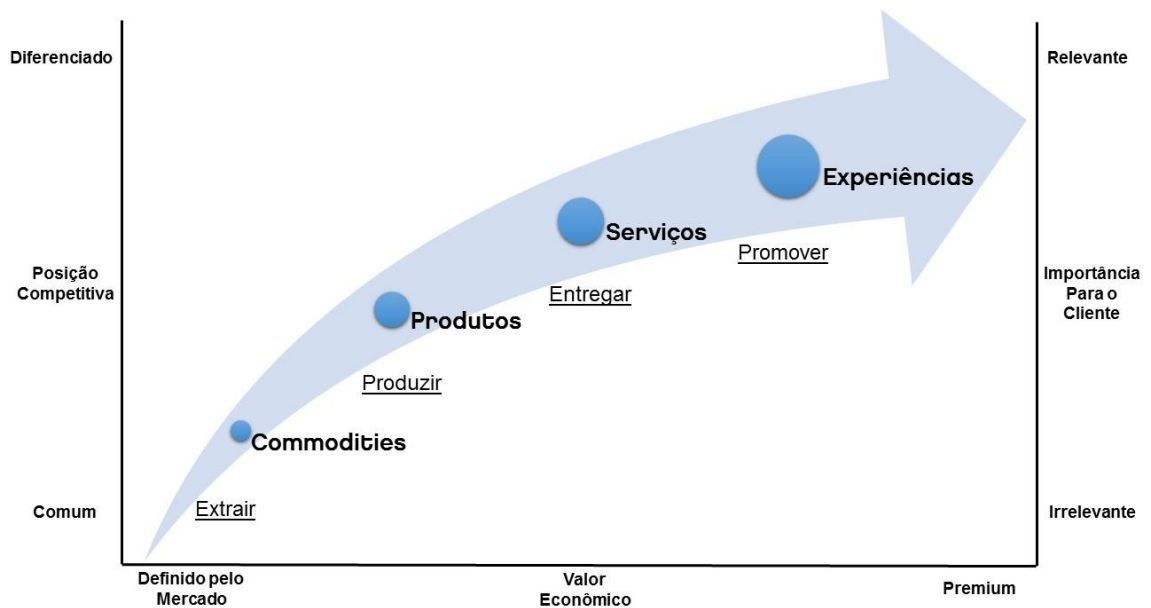 Diferenciado
Relevante
Experiências
Serviços
Promover
Posição
Competitiva
Importância
Para o
Cliente
Entregar
Produtos
Produzir
Commodities
Extrair
Comum
Irrelevante
Definido pelo
Mercado
Valor
Econômico
Premium